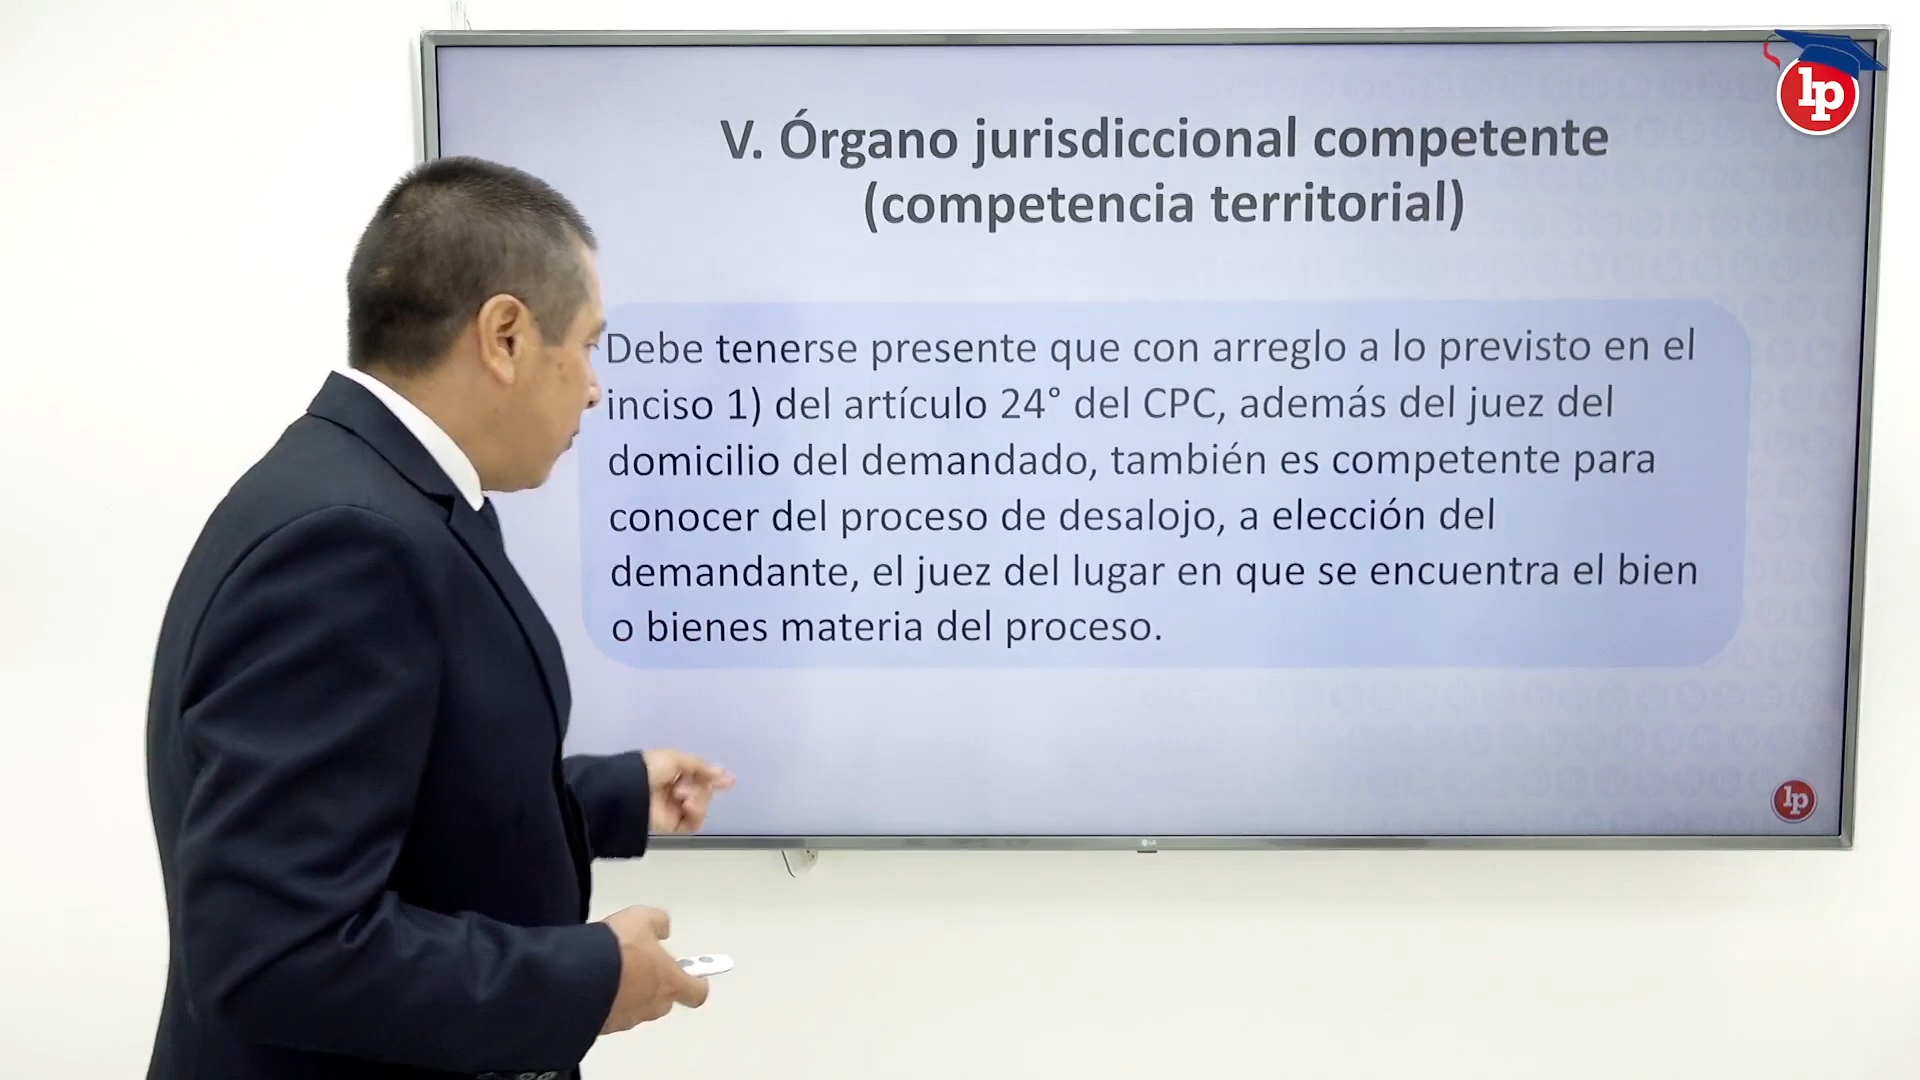 lp
V. Órgano jurisdiccional competente
(competencia territorial)
Debe tenerse presente que con arreglo a lo previsto en el
inciso 1) del artículo 24° del CPC, además del juez del
domicilio del demandado, también es competente para
conocer del proceso de desalojo, a elección del
demandante, el juez del lugar en que se encuentra el bien
o bienes materia del proceso.
lp
LG